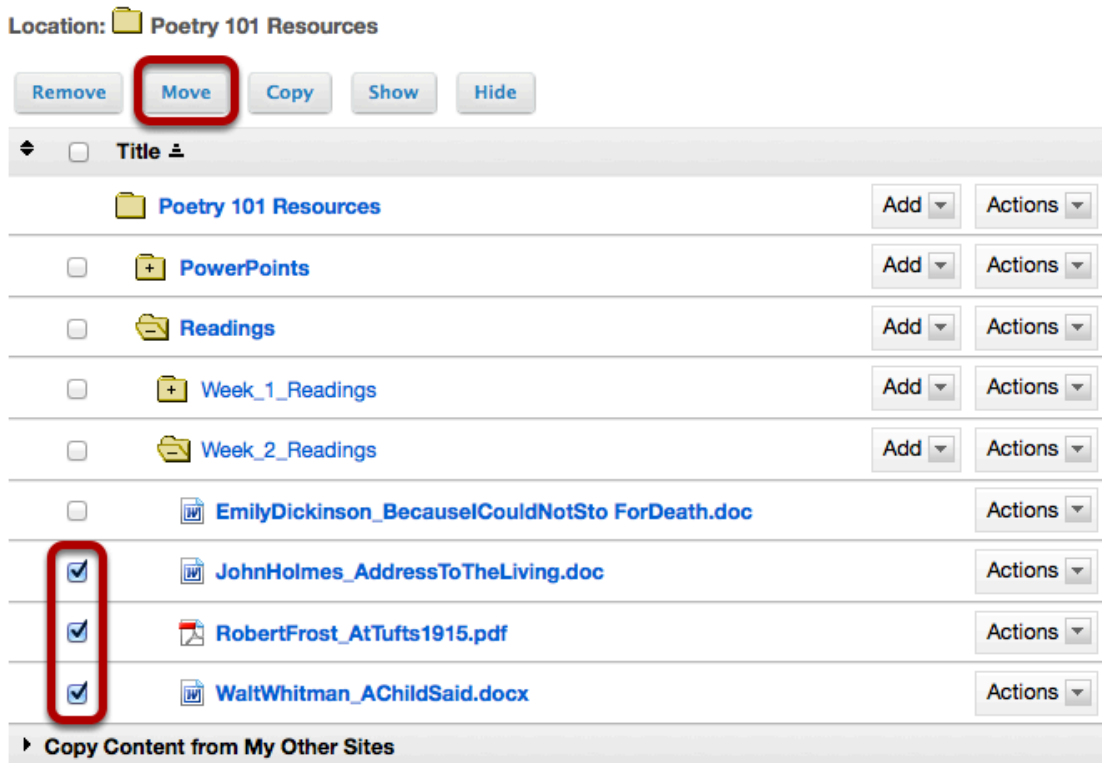 Location: Poetry 101 Resources
Remove Move Copy Show Hide
Title
Poetry 101 Resources Add Actions
PowerPoints Add Actions
Readings Add Actions
Week_1_Readings Add Actions
Week_2_Readings Add Actions
EmilyDickinson_BecauseICouldNotSto ForDeath.doc Actions
JohnHolmes_AddressToTheLiving.doc Actions
RobertFrost_AtTufts1915.pdf Actions
WaltWhitman_AChildSaid.docx Actions
Copy Content from My Other Sites